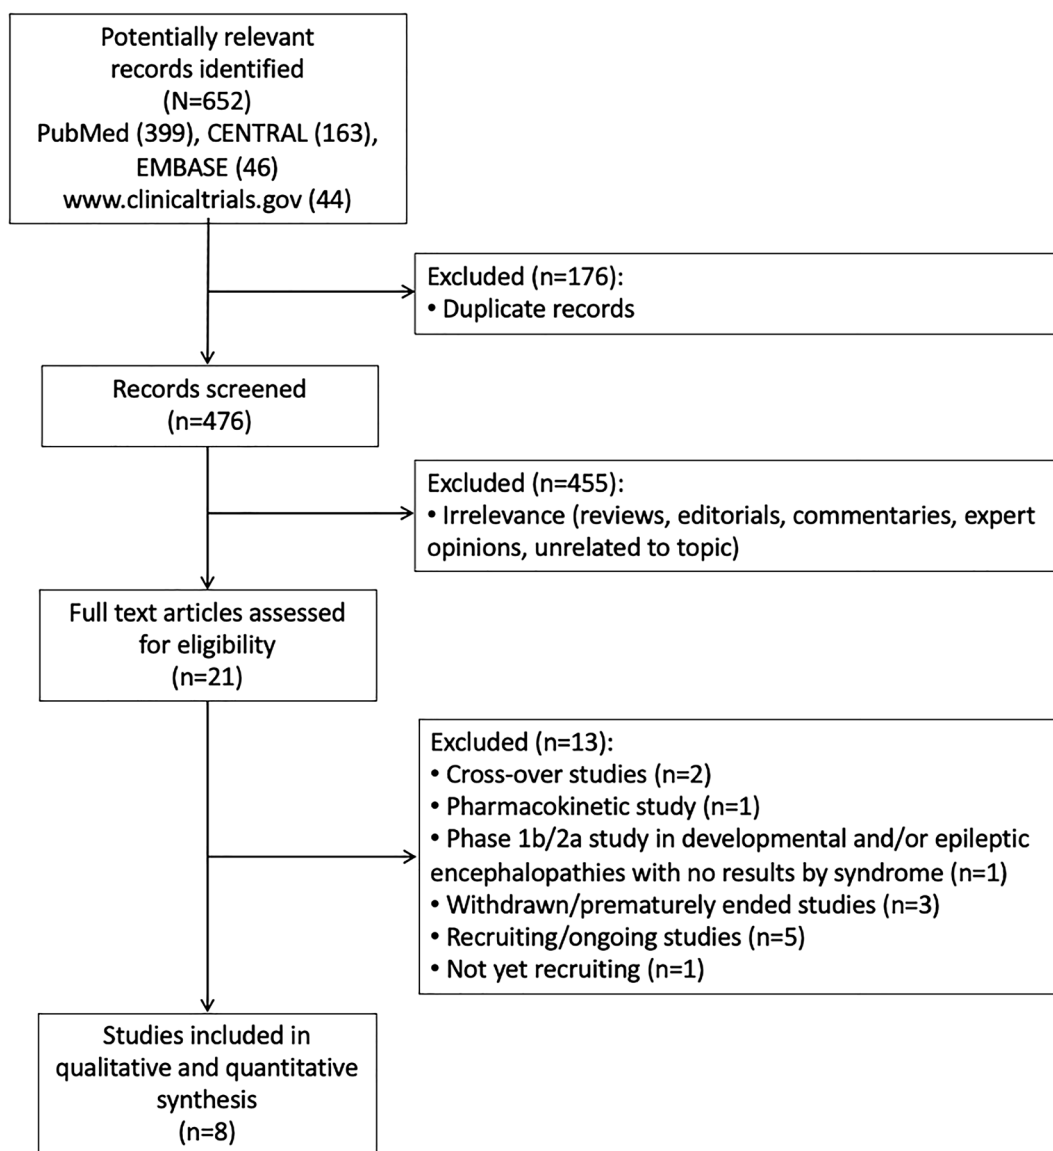 Potentially relevant
records identified
(N=652)
PubMed (399), CENTRAL (163),
EMBASE (46)
www.clinicaltrials.gov (44)
Excluded (n=176):
• Duplicate records
Records screened
(n=476)
Excluded (n=455):
• Irrelevance (reviews, editorials, commentaries, expert
opinions, unrelated to topic)
Full text articles assessed
for eligibility
(n=21)
Excluded (n=13):
• Cross-over studies (n=2)
• Pharmacokinetic study (n=1)
• Phase 1b/2a study in developmental and/or epileptic
encephalopathies with no results by syndrome (n=1)
• Withdrawn/prematurely ended studies (n=3)
• Recruiting/ongoing studies (n=5)
• Not yet recruiting (n=1)
Studies included in
qualitative and quantitative
synthesis
(n=8)